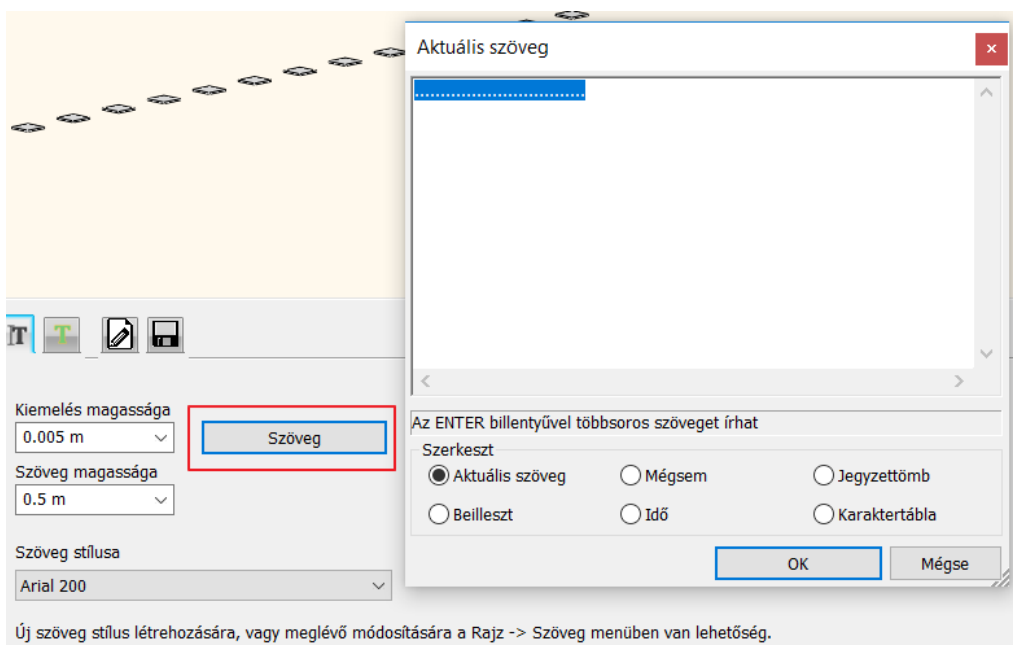 Aktuális szöveg
..................................
Az ENTER billentyűvel többsoros szöveget írhat
Szerkeszt
Aktuális szöveg
Mégsem
Jegyzettömb
Beilleszt
Idő
Karaktertábla
OK
Mégse
T
T
Kiemelés magassága
0.005 m
Szöveg
Szöveg magassága
0.5 m
Szöveg stílusa
Arial 200
Új szöveg stílus létrehozására, vagy meglévő módosítására a Rajz -> Szöveg menüben van lehetőség.